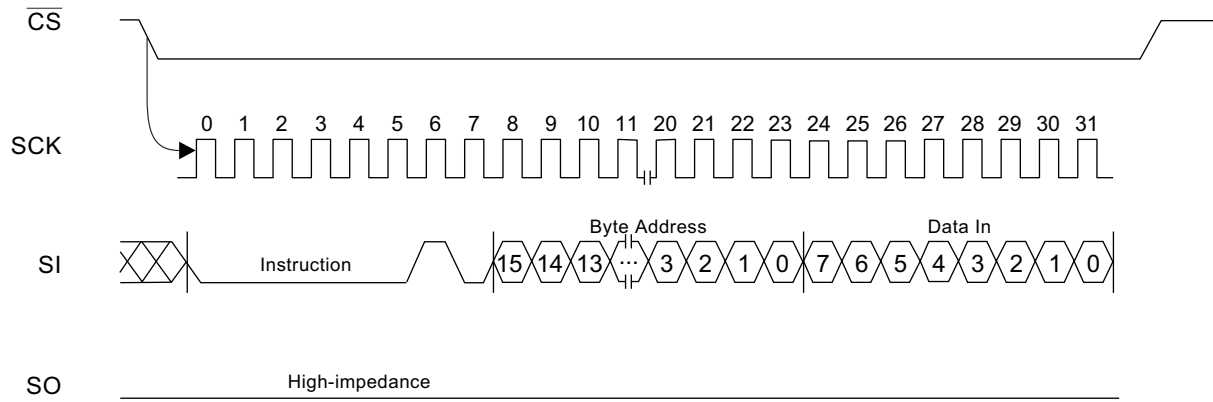 CS
0 1 2 3 4 5 6 7 8 9 10 11 20 21 22 23 24 25 26 27 28 29 30 31
SCK
Byte Address Data In
SI Instruction 15 14 13 ... 3 2 1 0 7 6 5 4 3 2 1 0
High-impedance
SO